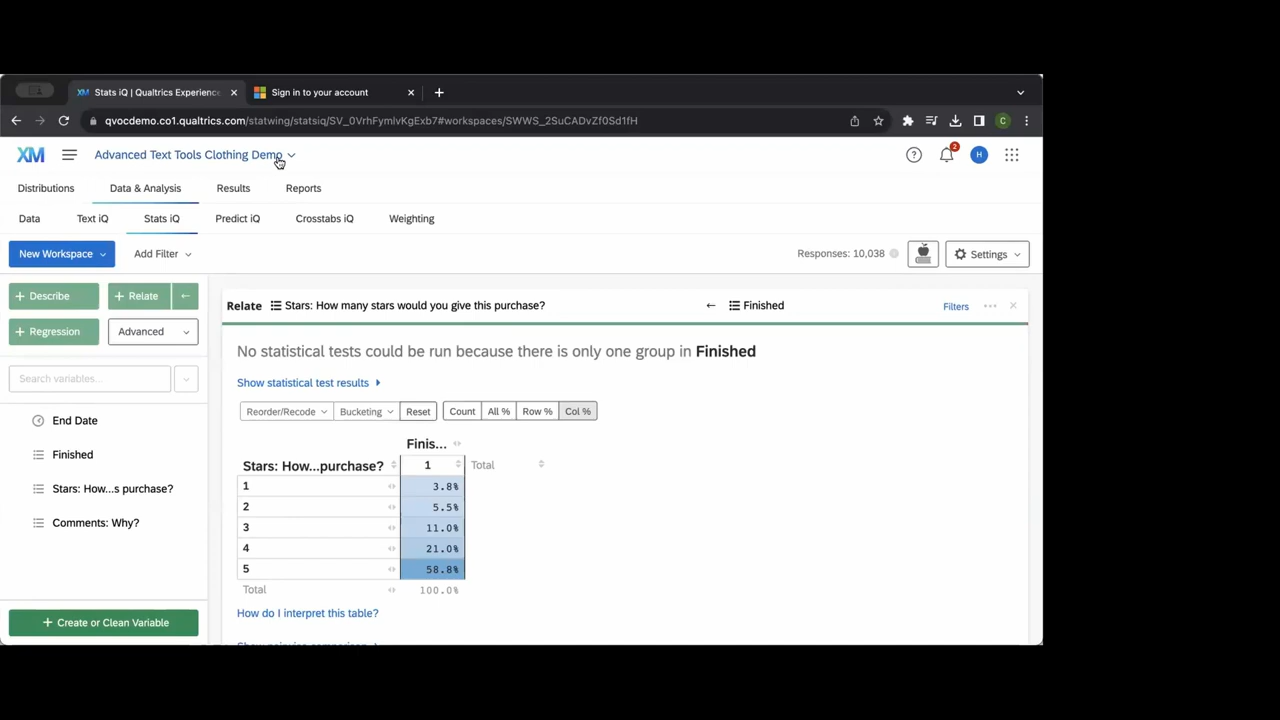 Stats iQ | Qualtrics Experience
Sign in to your account
qvocdemo.co1.qualtrics.com/statwing/statsiq/SV_0VrhFymlvKgExb7#workspaces/SWWS_2SuCADvZf0Sd1fH
C
XM
Advanced Text Tools Clothing Demo
2
H
Distributions Data & Analysis Results Reports
Data Text iQ Stats iQ Predict iQ Crosstabs iQ Weighting
New Workspace Add Filter Responses: 10,038 Settings
+ Describe + Relate ←
+ Regression Advanced
Search variables...
End Date
Finished
Stars: How...s purchase?
Comments: Why?
+ Create or Clean Variable
Relate Stars: How many stars would you give this purchase? ← Finished Filters ... ×
No statistical tests could be run because there is only one group in Finished
Show statistical test results
Reorder/Recode Bucketing Reset Count All % Row % Col %
Finis...
Stars: How...purchase? 1 Total
1 3.8%
2 5.5%
3 11.0%
4 21.0%
5 58.8%
Total 100.0%
How do I interpret this table?